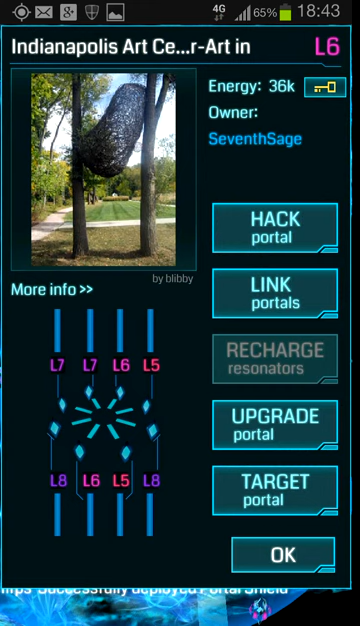 4G 65% 18:43
Indianapolis Art Ce...r-Art in L6
Energy: 36k
Owner:
SeventhSage
HACK
portal
by blibby
LINK
portals
More info >>
RECHARGE
resonators
L7 L7 L6 L5
UPGRADE
portal
L8 L6 L5 L8
TARGET
portal
OK
Successfully deployed Portal Shield